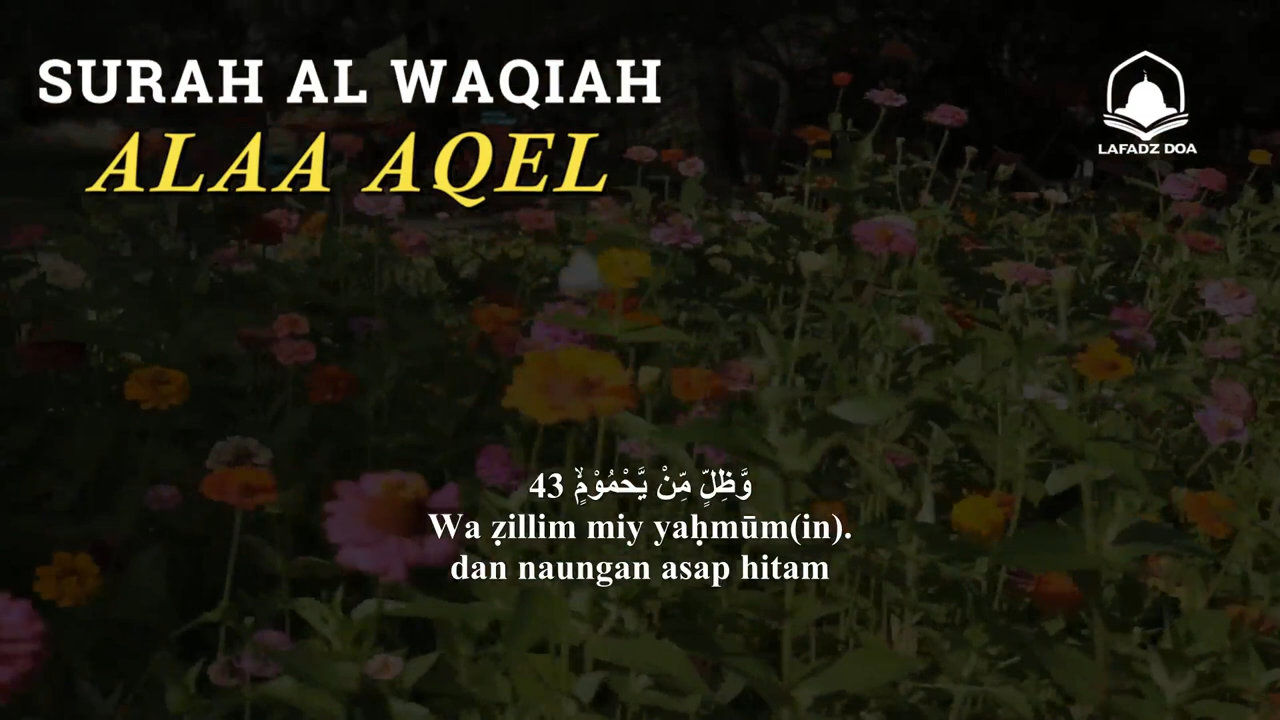 SURAH AL WAQIAH
ALAA AQEL
LAFADZ DOA
وَّظِلٍّ مِّنْ يَّحْمُوْمٍۙ 43
Wa ẓillim miy yaḥmūm(in).
dan naungan asap hitam